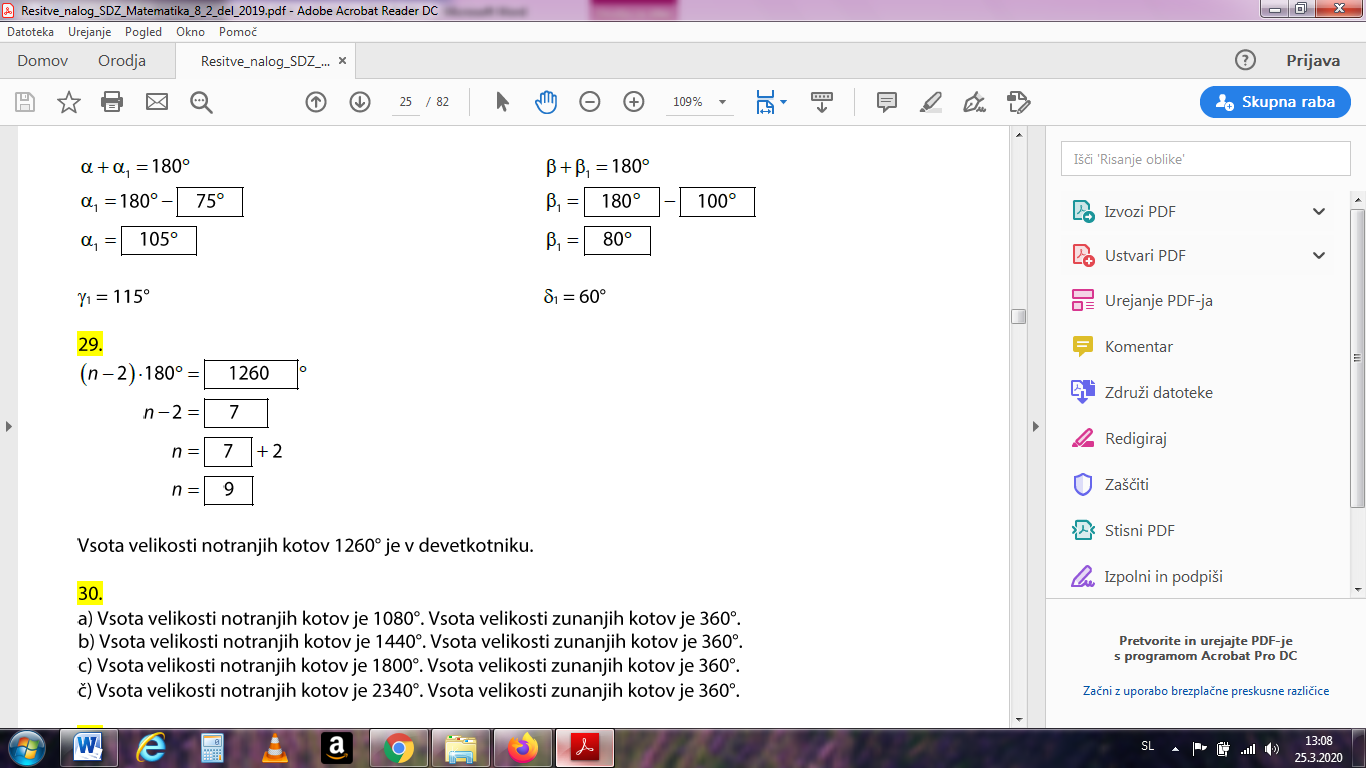 Resitve_nalog_SDZ_Matematika_8_2_del_2019.pdf - Adobe Acrobat Reader DC
Datoteka Urejanje Pogled Okno Pomoč
Domov Orodja Resitve_nalog_SDZ_... × Prijava
25 / 82 109% Skupna raba
α + α₁ = 180°
α₁ = 180° − 75°
α₁ = 105°
β + β₁ = 180°
β₁ = 180° − 100°
β₁ = 80°
γ₁ = 115° δ₁ = 60°
29.
(n − 2) · 180° = 1260 °
n − 2 = 7
n = 7 + 2
n = 9
Vsota velikosti notranjih kotov 1260° je v devetkotniku.
30.
a) Vsota velikosti notranjih kotov je 1080°. Vsota velikosti zunanjih kotov je 360°.
b) Vsota velikosti notranjih kotov je 1440°. Vsota velikosti zunanjih kotov je 360°.
c) Vsota velikosti notranjih kotov je 1800°. Vsota velikosti zunanjih kotov je 360°.
č) Vsota velikosti notranjih kotov je 2340°. Vsota velikosti zunanjih kotov je 360°.
Išči 'Risanje oblike'
Izvozi PDF
Ustvari PDF
Urejanje PDF-ja
Komentar
Združi datoteke
Redigiraj
Zaščiti
Stisni PDF
Izpolni in podpiši
Pretvorite in urejajte PDF-je
s programom Acrobat Pro DC
Začni z uporabo brezplačne preskusne različice
SL 13:08
25.3.2020